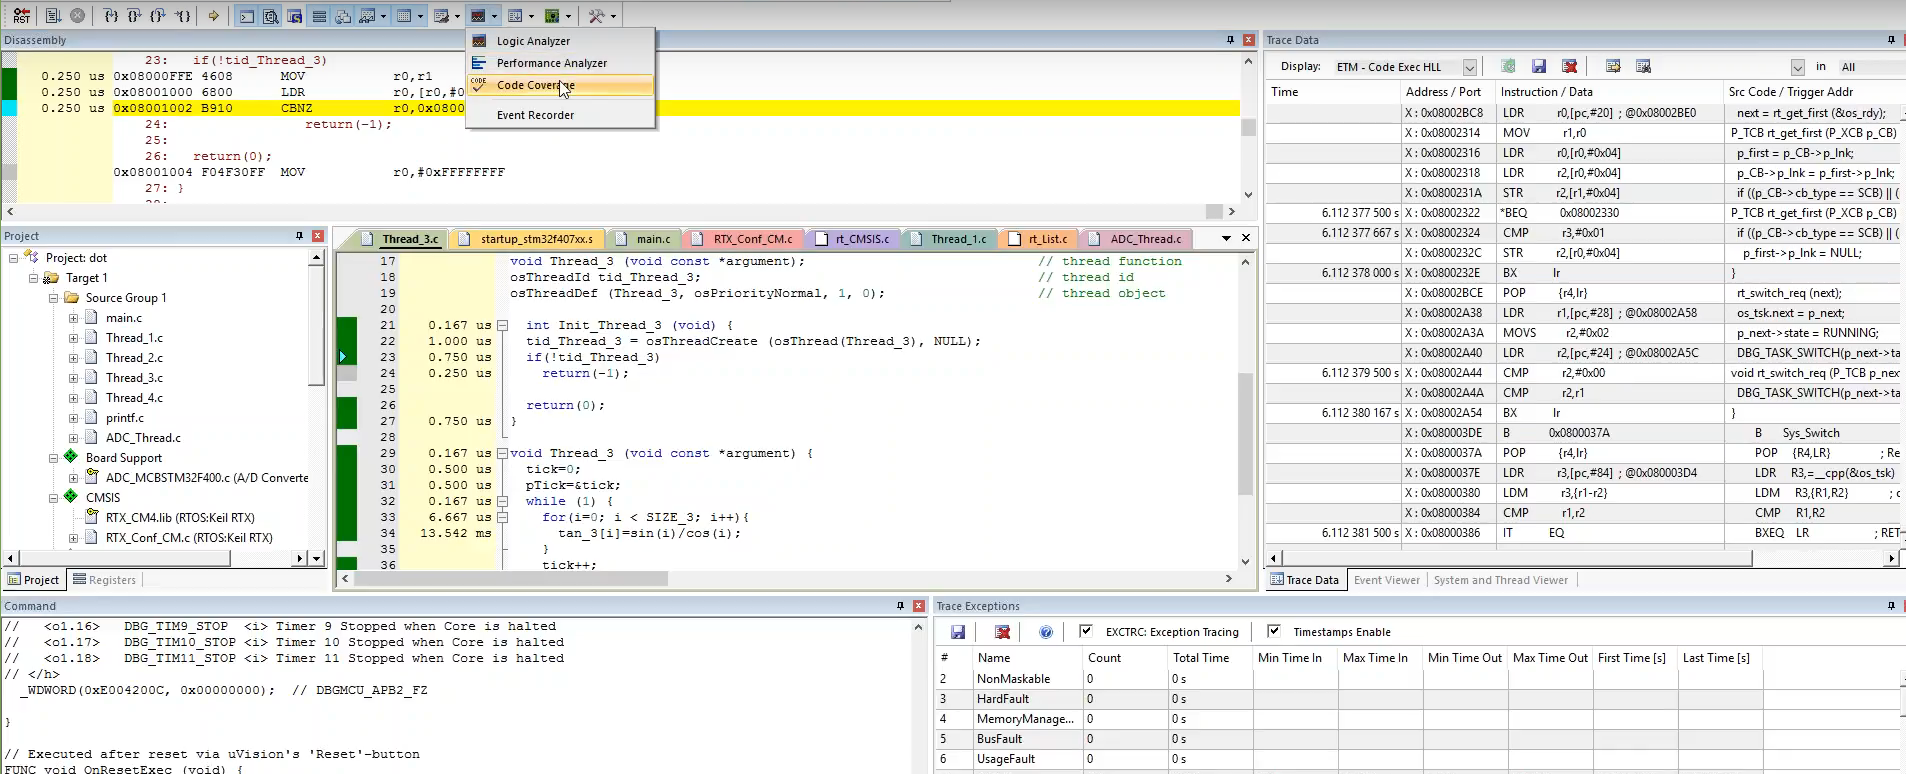 RST
Logic Analyzer
Performance Analyzer
CODE Code Coverage
Event Recorder
Disassembly
23: if(!tid_Thread_3)
0.250 us 0x08000FFE 4608 MOV r0,r1
0.250 us 0x08001000 6800 LDR r0,[r0,#0
0.250 us 0x08001002 B910 CBNZ r0,0x0800
24: return(-1);
25:
26: return(0);
0x08001004 F04F30FF MOV r0,#0xFFFFFFFF
27: }
Project
Project: dot
Target 1
Source Group 1
main.c
Thread_1.c
Thread_2.c
Thread_3.c
Thread_4.c
printf.c
ADC_Thread.c
Board Support
ADC_MCBSTM32F400.c (A/D Converte
CMSIS
RTX_CM4.lib (RTOS:Keil RTX)
RTX_Conf_CM.c (RTOS:Keil RTX)
Project Registers
Thread_3.c startup_stm32f407xx.s main.c RTX_Conf_CM.c rt_CMSIS.c Thread_1.c rt_List.c ADC_Thread.c
17 void Thread_3 (void const *argument); // thread function
18 osThreadId tid_Thread_3; // thread id
19 osThreadDef (Thread_3, osPriorityNormal, 1, 0); // thread object
20
21 0.167 us int Init_Thread_3 (void) {
22 1.000 us tid_Thread_3 = osThreadCreate (osThread(Thread_3), NULL);
23 0.750 us if(!tid_Thread_3)
24 0.250 us return(-1);
25
26 return(0);
27 0.750 us }
28
29 0.167 us void Thread_3 (void const *argument) {
30 0.500 us tick=0;
31 0.500 us pTick=&tick;
32 0.167 us while (1) {
33 6.667 us for(i=0; i < SIZE_3; i++){
34 13.542 ms tan_3[i]=sin(i)/cos(i);
35 }
36 tick++;
Trace Data
Display: ETM - Code Exec HLL in All
Time Address / Port Instruction / Data Src Code / Trigger Addr
X : 0x08002BC8 LDR r0,[pc,#20] ; @0x08002BE0 next = rt_get_first (&os_rdy);
X : 0x08002314 MOV r1,r0 P_TCB rt_get_first (P_XCB p_CB)
X : 0x08002316 LDR r0,[r0,#0x04] p_first = p_CB->p_lnk;
X : 0x08002318 LDR r2,[r0,#0x04] p_CB->p_lnk = p_first->p_lnk;
X : 0x0800231A STR r2,[r1,#0x04] if ((p_CB->cb_type == SCB) || (
6.112 377 500 s X : 0x08002322 *BEQ 0x08002330 P_TCB rt_get_first (P_XCB p_CB)
6.112 377 667 s X : 0x08002324 CMP r3,#0x01 if ((p_CB->cb_type == SCB) || (
X : 0x0800232C STR r2,[r0,#0x04] p_first->p_lnk = NULL;
6.112 378 000 s X : 0x0800232E BX lr }
X : 0x08002BCE POP {r4,lr} rt_switch_req (next);
X : 0x08002A38 LDR r1,[pc,#28] ; @0x08002A58 os_tsk.next = p_next;
X : 0x08002A3A MOVS r2,#0x02 p_next->state = RUNNING;
X : 0x08002A40 LDR r2,[pc,#24] ; @0x08002A5C DBG_TASK_SWITCH(p_next->ta
6.112 379 500 s X : 0x08002A44 CMP r2,#0x00 void rt_switch_req (P_TCB p_nex
X : 0x08002A4A CMP r2,r1 DBG_TASK_SWITCH(p_next->ta
6.112 380 167 s X : 0x08002A54 BX lr }
X : 0x080003DE B 0x0800037A B Sys_Switch
X : 0x0800037A POP {r4,lr} POP {R4,LR} ; Re
X : 0x0800037E LDR r3,[pc,#84] ; @0x080003D4 LDR R3,=__cpp(&os_tsk)
X : 0x08000380 LDM r3,{r1-r2} LDM R3,{R1,R2} ; c
X : 0x08000384 CMP r1,r2 CMP R1,R2
6.112 381 500 s X : 0x08000386 IT EQ BXEQ LR ; RET
Trace Data Event Viewer System and Thread Viewer
Command
// <o1.16> DBG_TIM9_STOP <i> Timer 9 Stopped when Core is halted
// <o1.17> DBG_TIM10_STOP <i> Timer 10 Stopped when Core is halted
// <o1.18> DBG_TIM11_STOP <i> Timer 11 Stopped when Core is halted
// </h>
_WDWORD(0xE004200C, 0x00000000); // DBGMCU_APB2_FZ
}
// Executed after reset via uVision's 'Reset'-button
FUNC void OnResetExec (void) {
Trace Exceptions
EXCTRC: Exception Tracing Timestamps Enable
# Name Count Total Time Min Time In Max Time In Min Time Out Max Time Out First Time [s] Last Time [s]
2 NonMaskable 0 0 s
3 HardFault 0 0 s
4 MemoryManage... 0 0 s
5 BusFault 0 0 s
6 UsageFault 0 0 s